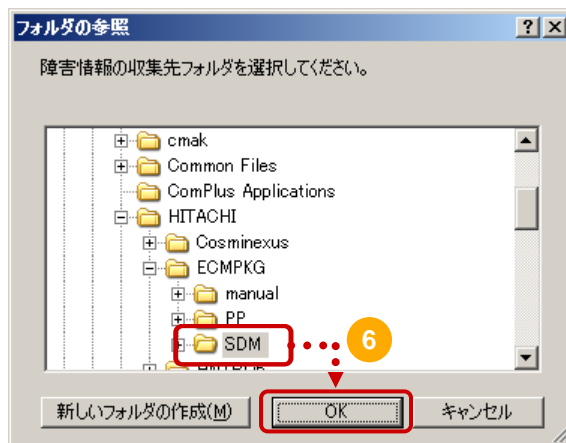 フォルダの参照
障害情報の収集先フォルダを選択してください。
cmak
Common Files
ComPlus Applications
HITACHI
Cosminexus
ECMPKG
manual
PP
SDM
6
新しいフォルダの作成(M)
OK
キャンセル